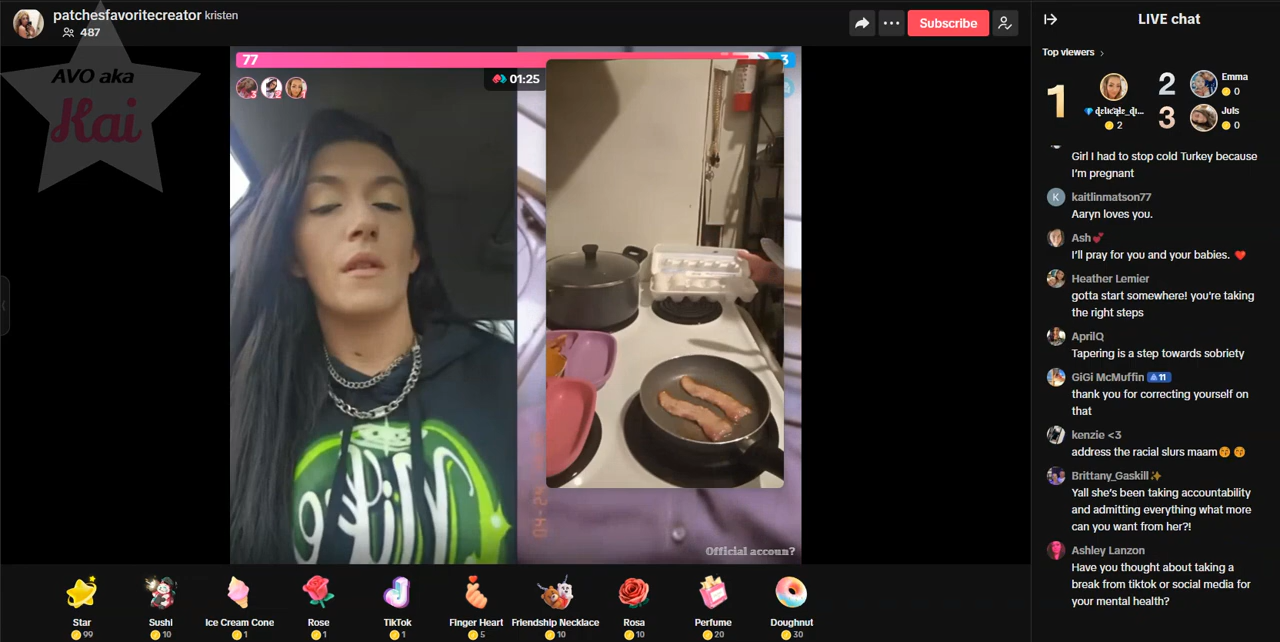 patchesfavoritecreator kristen
487
Subscribe
AVO aka
Kai
77
3
01:25
Nike
Official accoun?
Star
99
Sushi
10
Ice Cream Cone
1
Rose
1
TikTok
1
Finger Heart
5
Friendship Necklace
10
Rosa
10
Perfume
20
Doughnut
30
LIVE chat
Top viewers
1
2
2
Emma
0
3
Juls
0
Girl I had to stop cold Turkey because
I'm pregnant
K
kaitlinmatson77
Aaryn loves you.
Ash💕
I'll pray for you and your babies. ❤️
Heather Lemier
gotta start somewhere! you're taking
the right steps
AprilQ
Tapering is a step towards sobriety
GiGi McMuffin 11
thank you for correcting yourself on
that
kenzie <3
address the racial slurs maam🤭🤭
Brittany_Gaskill✨
Yall she's been taking accountability
and admitting everything what more
can you want from her?!
Ashley Lanzon
Have you thought about taking a
break from tiktok or social media for
your mental health?